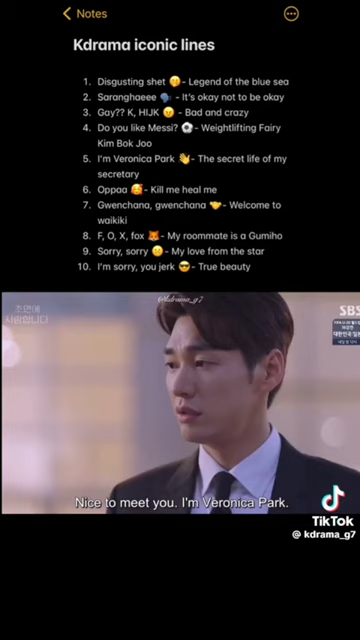 Notes
Kdrama iconic lines
1. Disgusting shet 🤭 - Legend of the blue sea
2. Saranghaeee 🗣️ - It's okay not to be okay
3. Gay?? K, HIJK 😗 - Bad and crazy
4. Do you like Messi? ⚽ - Weightlifting Fairy
Kim Bok Joo
5. I'm Veronica Park 👋 - The secret life of my
secretary
6. Oppaa 🥰 - Kill me heal me
7. Gwenchana, gwenchana 🤝 - Welcome to
waikiki
8. F, O, X, fox 🦊 - My roommate is a Gumiho
9. Sorry, sorry 🤭 - My love from the star
10. I'm sorry, you jerk 😎 - True beauty
@kdrama_g7
초면에
사랑합니다
SBS
Nice to meet you. I'm Veronica Park.
TikTok
@ kdrama_g7